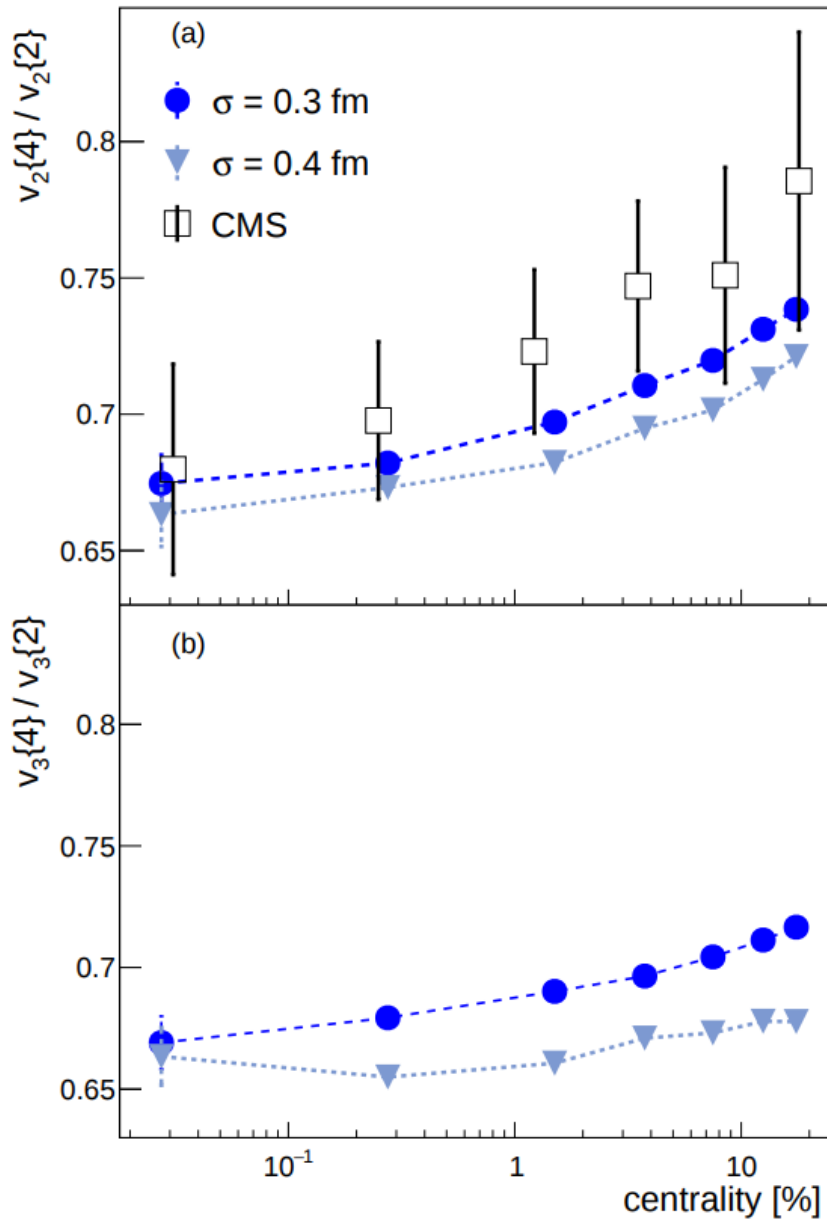 (a)
v₂{4} / v₂{2}
σ = 0.3 fm
σ = 0.4 fm
CMS
0.8
0.75
0.7
0.65
(b)
v₃{4} / v₃{2}
0.8
0.75
0.7
0.65
10⁻¹ 1 10
centrality [%]